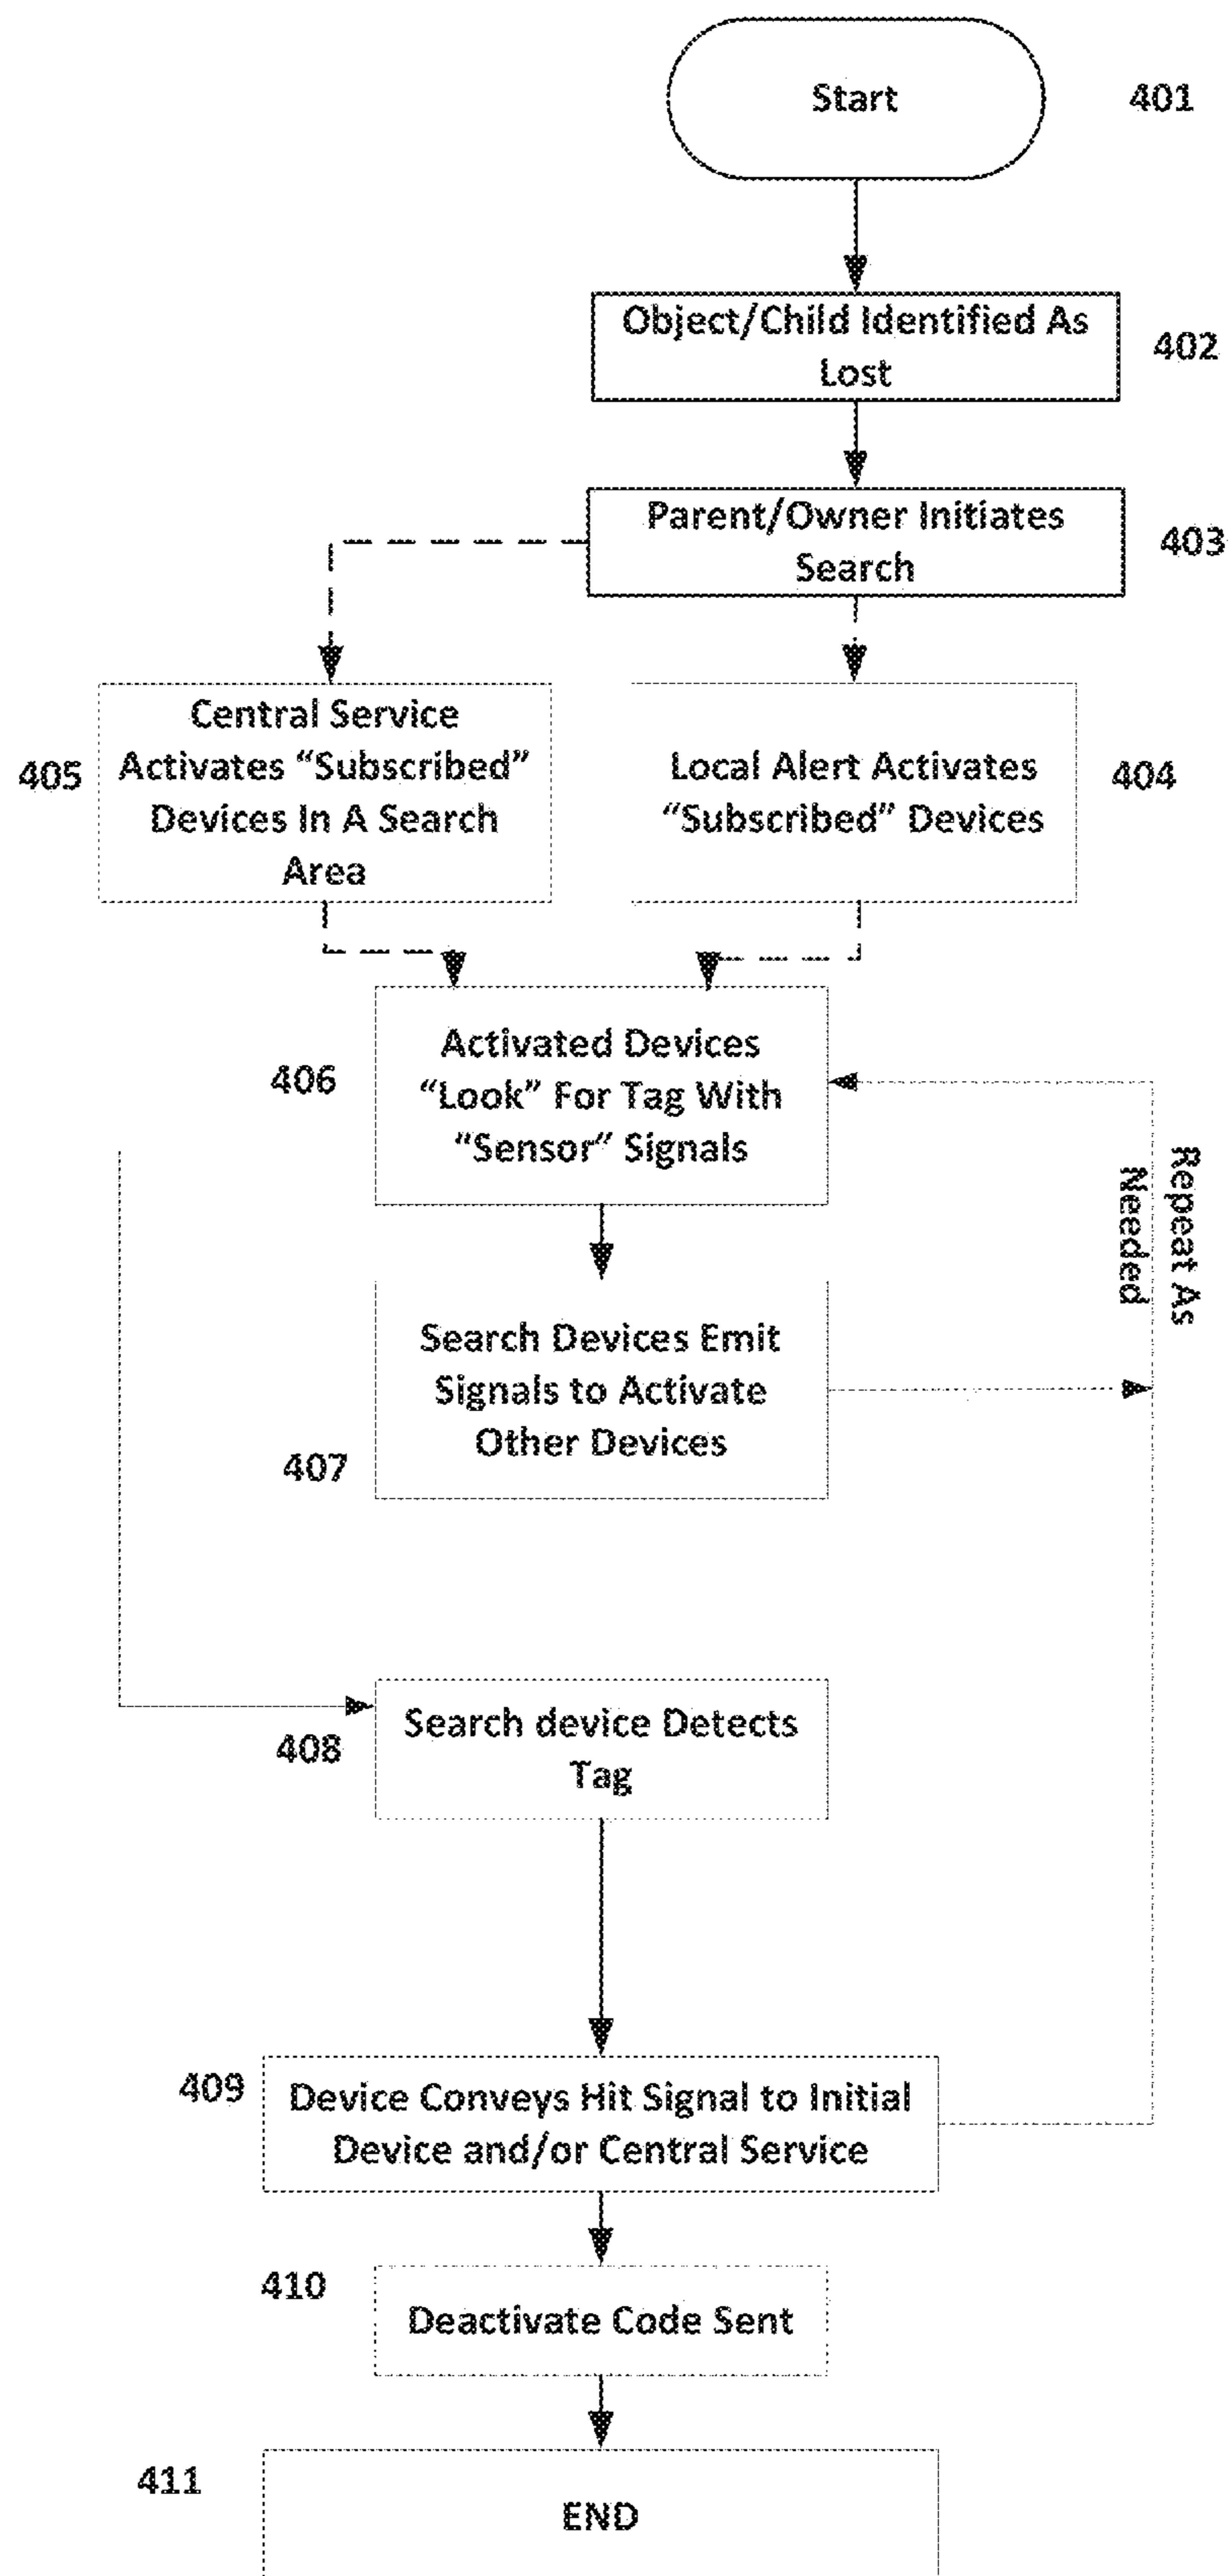 Start
401
Object/Child Identified As
Lost
402
Parent/Owner Initiates
Search
403
Central Service
Activates “Subscribed”
Devices In A Search
Area
405
Local Alert Activates
“Subscribed” Devices
404
Activated Devices
“Look” For Tag With
“Sensor” Signals
406
Repeat As
Needed
Search Devices Emit
Signals to Activate
Other Devices
407
Search device Detects
Tag
408
409
Device Conveys Hit Signal to Initial
Device and/or Central Service
410
Deactivate Code Sent
411
END